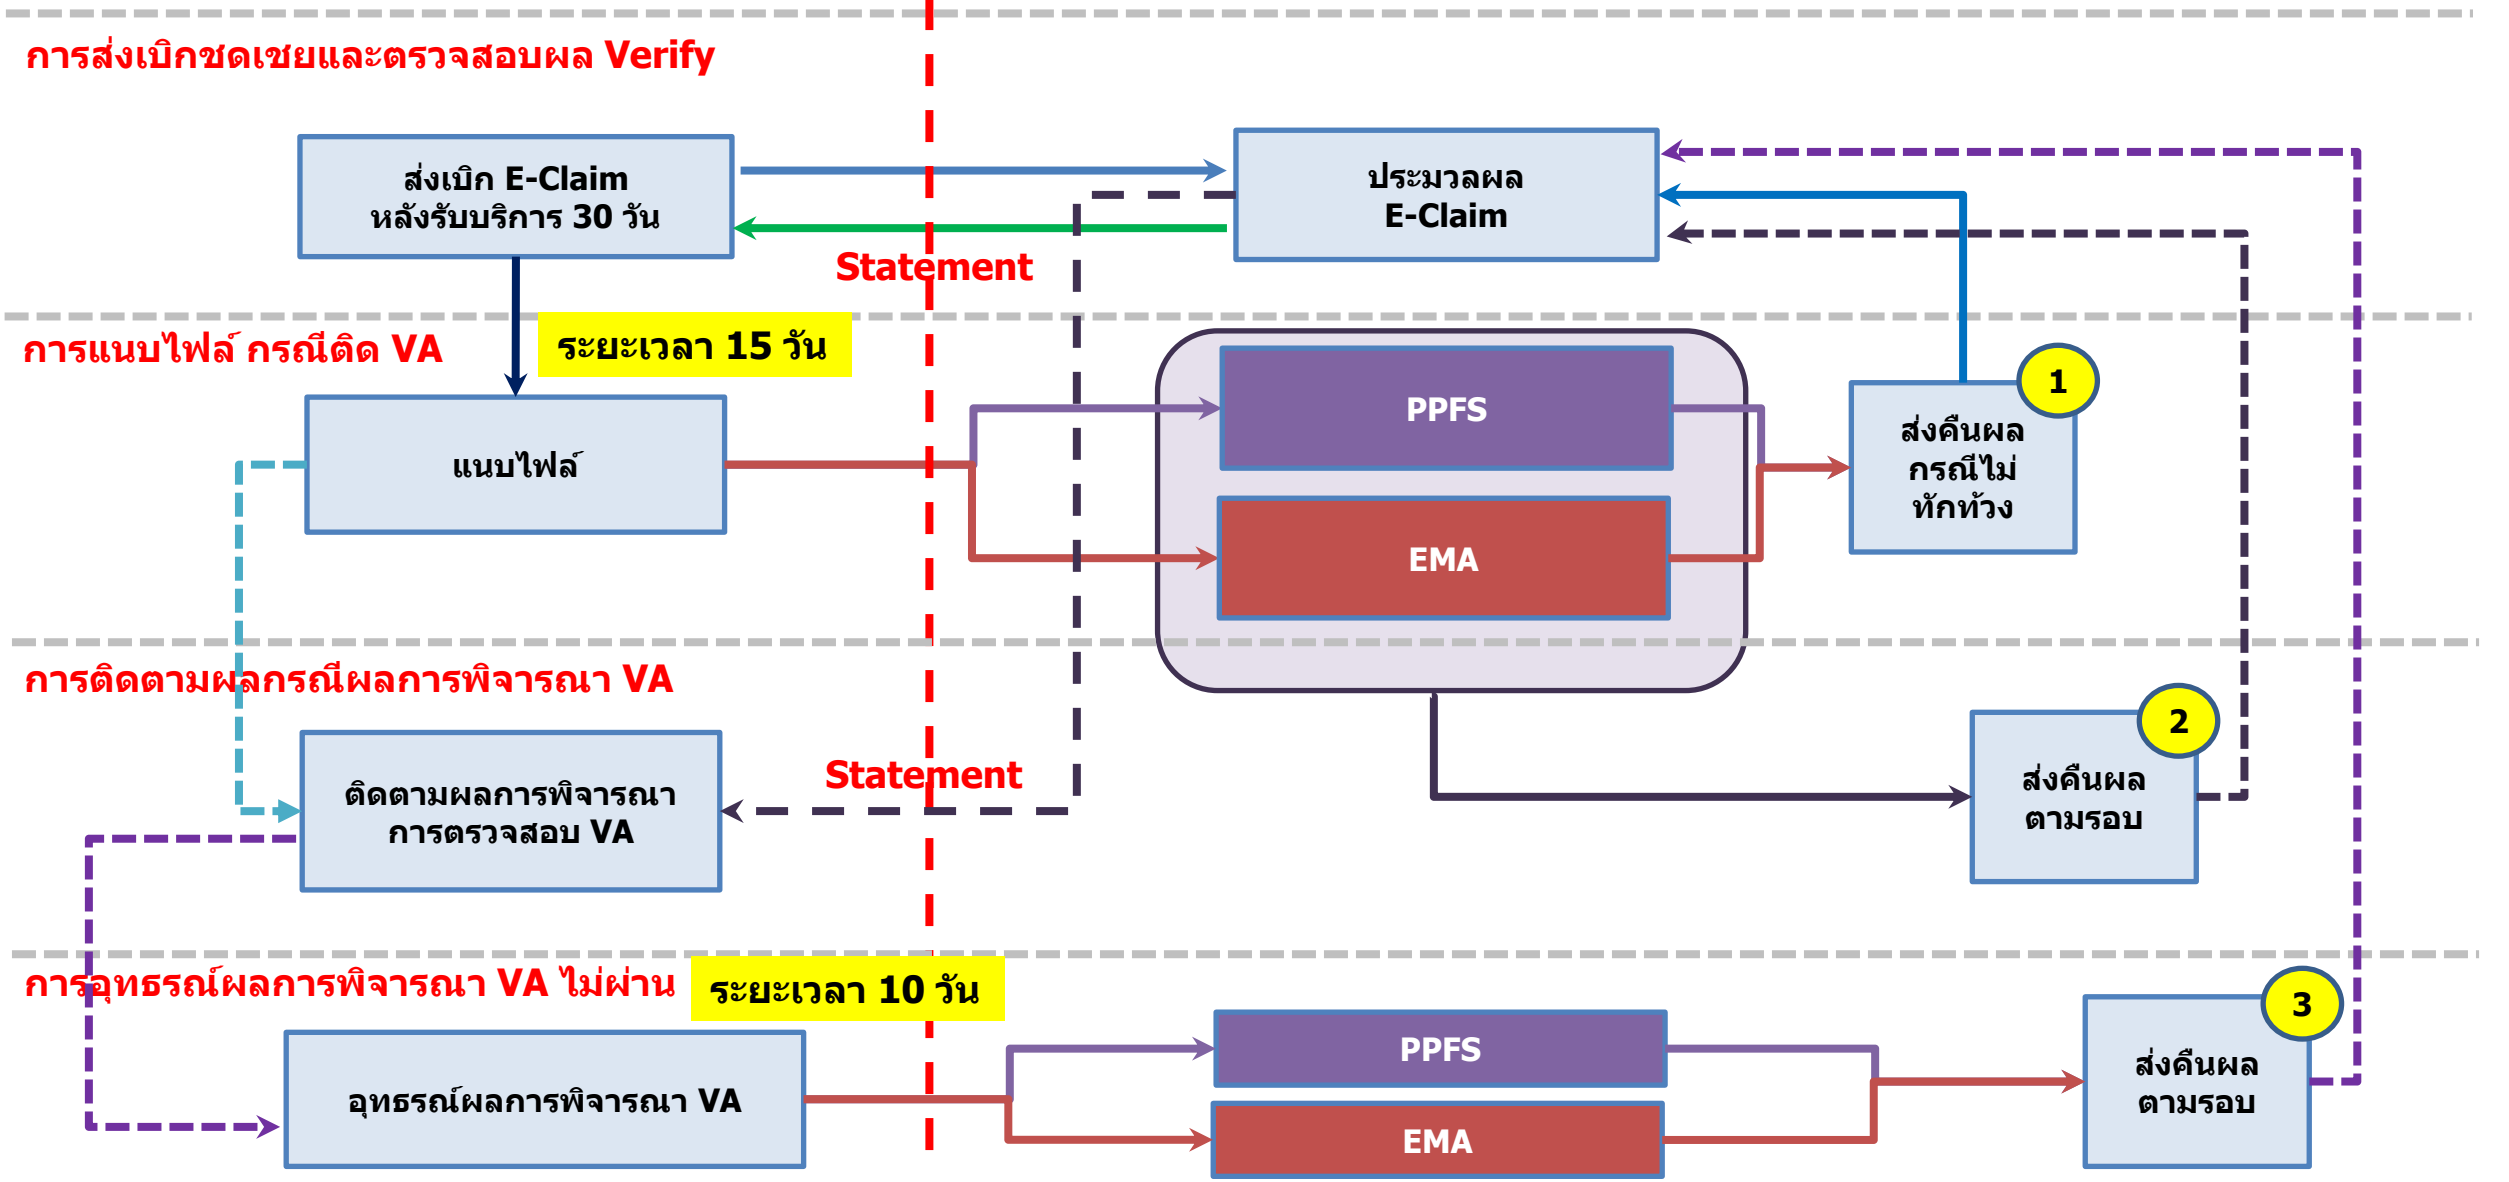 การส่งเบิกชดเชยและตรวจสอบผล Verify
ส่งเบิก E-Claim
หลังรับบริการ 30 วัน
ประมวลผล
E-Claim
Statement
การแนบไฟล์ กรณีติด VA
ระยะเวลา 15 วัน
แนบไฟล์
PPFS
EMA
1
ส่งคืนผล
กรณีไม่
ทักท้วง
การติดตามผลกรณีผลการพิจารณา VA
ติดตามผลการพิจารณา
การตรวจสอบ VA
Statement
2
ส่งคืนผล
ตามรอบ
การอุทธรณ์ผลการพิจารณา VA ไม่ผ่าน
ระยะเวลา 10 วัน
อุทธรณ์ผลการพิจารณา VA
PPFS
EMA
3
ส่งคืนผล
ตามรอบ